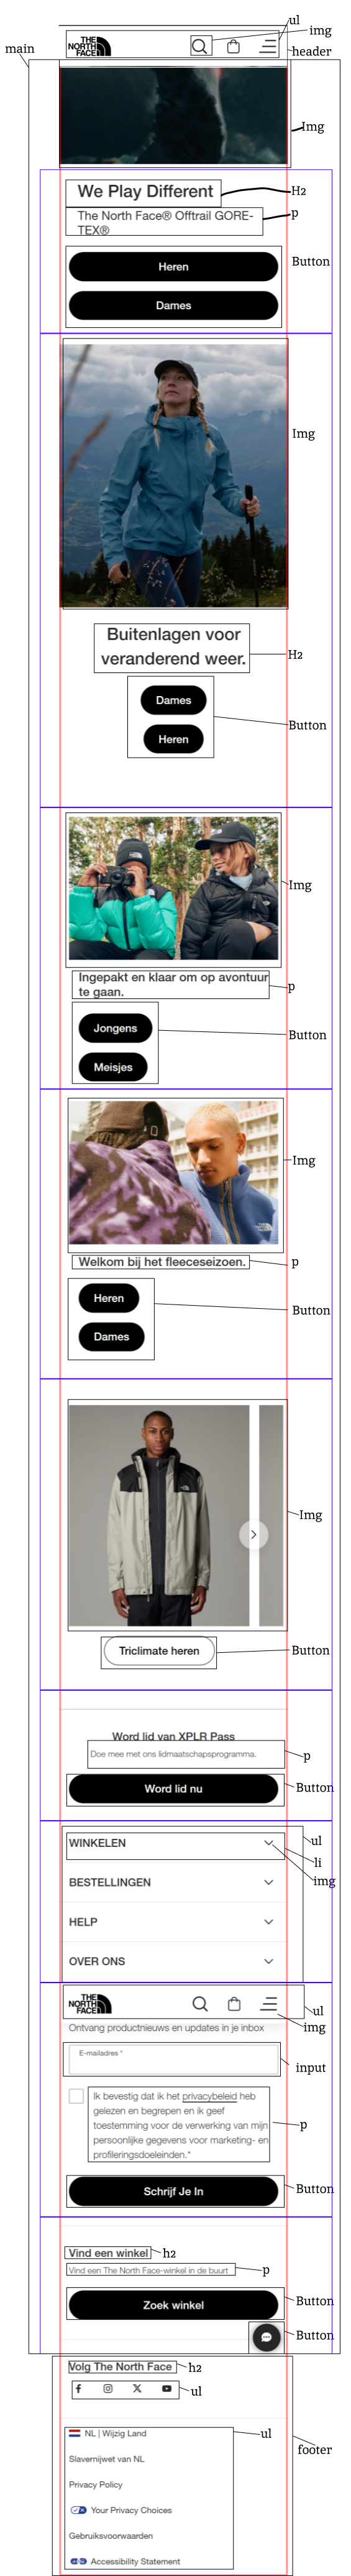 ul
THE
NORTH
FACE
img
main
header
Img
We Play Different
H2
The North Face® Offtrail GORE-
TEX®
p
Button
Heren
Dames
Img
Buitenlagen voor
veranderend weer.
H2
Dames
Button
Heren
Img
Ingepakt en klaar om op avontuur
te gaan.
p
Jongens
Button
Meisjes
Img
Welkom bij het fleeceseizoen.
p
Heren
Button
Dames
Img
Triclimate heren
Button
Word lid van XPLR Pass
Doe mee met ons lidmaatschapsprogramma.
p
Word lid nu
Button
WINKELEN
ul
li
img
BESTELLINGEN
HELP
OVER ONS
THE
NORTH
FACE
ul
img
Ontvang productnieuws en updates in je inbox
E-mailadres *
input
Ik bevestig dat ik het privacybeleid heb
gelezen en begrepen en ik geef
toestemming voor de verwerking van mijn
persoonlijke gegevens voor marketing- en
profileringsdoeleinden.*
p
Schrijf Je In
Button
Vind een winkel
h2
Vind een The North Face-winkel in de buurt
p
Zoek winkel
Button
Button
Volg The North Face
h2
ul
NL | Wijzig Land
ul
footer
Slavernijwet van NL
Privacy Policy
Your Privacy Choices
Gebruiksvoorwaarden
Accessibility Statement